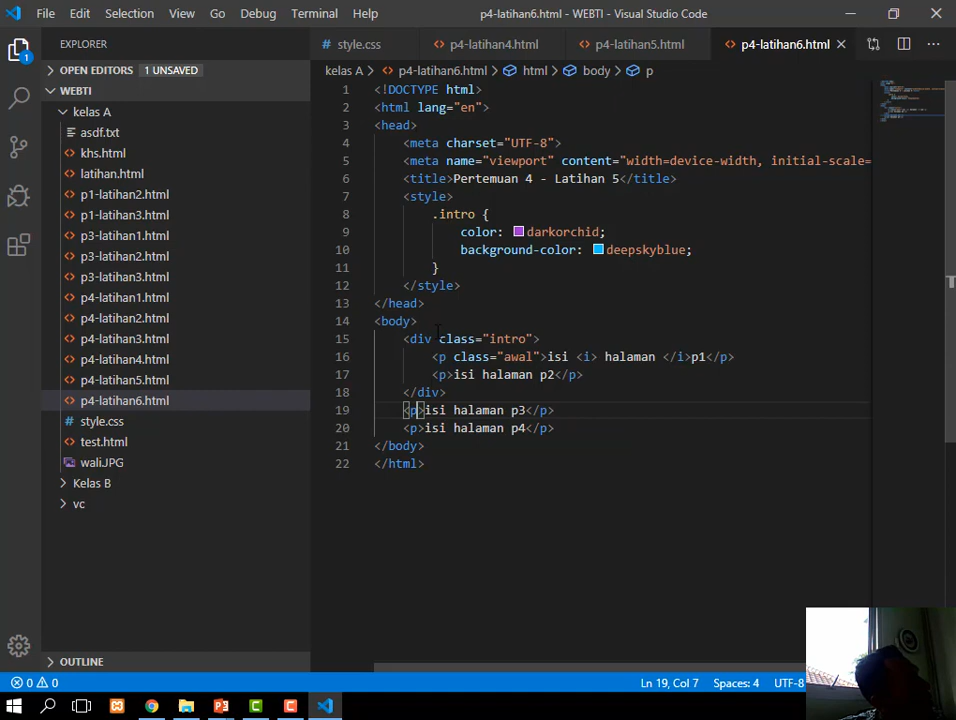 File Edit Selection View Go Debug Terminal Help p4-latihan6.html - WEBTI - Visual Studio Code
EXPLORER
OPEN EDITORS 1 UNSAVED
WEBTI
kelas A
asdf.txt
khs.html
latihan.html
p1-latihan2.html
p1-latihan3.html
p3-latihan1.html
p3-latihan2.html
p3-latihan3.html
p4-latihan1.html
p4-latihan2.html
p4-latihan3.html
p4-latihan4.html
p4-latihan5.html
p4-latihan6.html
style.css
test.html
wali.JPG
Kelas B
vc
OUTLINE
1
# style.css <> p4-latihan4.html <> p4-latihan5.html <> p4-latihan6.html
kelas A > <> p4-latihan6.html > html > body > p
1 <!DOCTYPE html>
2 <html lang="en">
3 <head>
4 <meta charset="UTF-8">
5 <meta name="viewport" content="width=device-width, initial-scale=
6 <title>Pertemuan 4 - Latihan 5</title>
7 <style>
8 .intro {
9 color: darkorchid;
10 background-color: deepskyblue;
11 }
12 </style>
13 </head>
14 <body>
15 <div class="intro">
16 <p class="awal">isi <i> halaman </i>p1</p>
17 <p>isi halaman p2</p>
18 </div>
19 <p>isi halaman p3</p>
20 <p>isi halaman p4</p>
21 </body>
22 </html>
0 0 Ln 19, Col 7 Spaces: 4 UTF-8